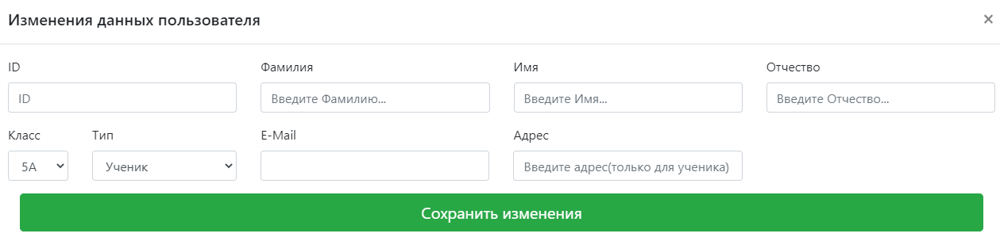 Изменения данных пользователя ×
ID Фамилия Имя Отчество
ID Введите Фамилию... Введите Имя... Введите Отчество...
Класс Тип E-Mail Адрес
5А Ученик Введите адрес(только для ученика)
Сохранить изменения